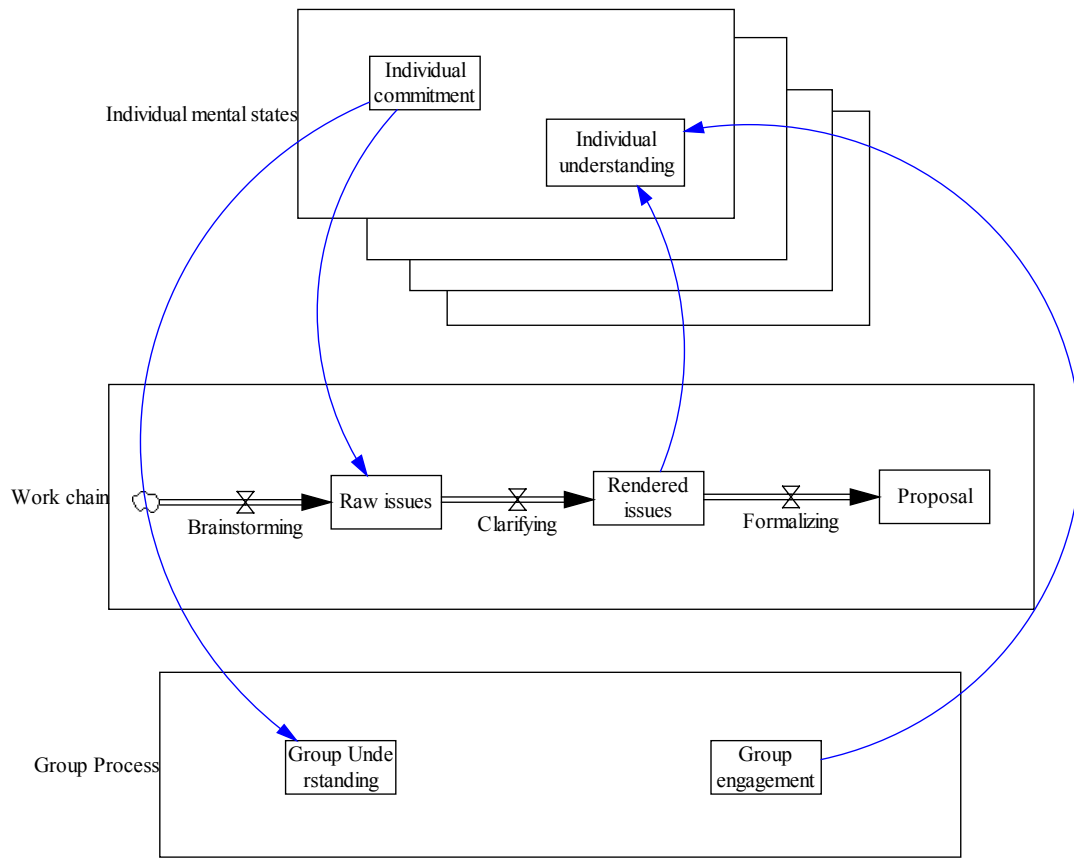 Individual
commitment
Individual mental states
Individual
understanding
Work chain
Brainstorming
Raw issues
Clarifying
Rendered
issues
Formalizing
Proposal
Group Process
Group Unde
rstanding
Group
engagement